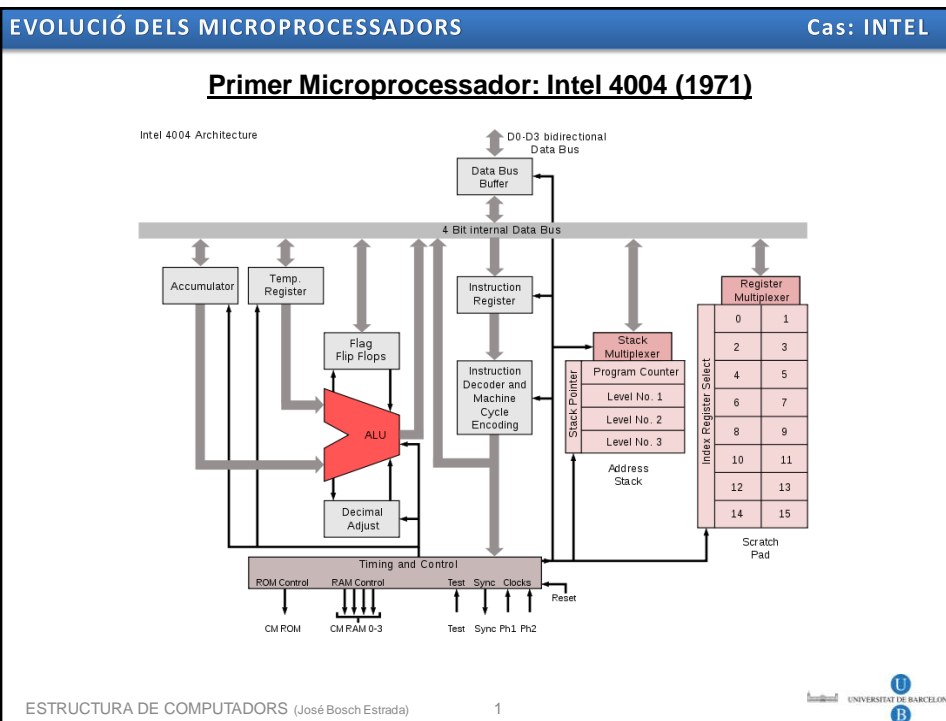 EVOLUCIÓ DELS MICROPROCESSADORS
Cas: INTEL
Primer Microprocessador: Intel 4004 (1971)
Intel 4004 Architecture
D0-D3 bidirectional
Data Bus
Data Bus
Buffer
4 Bit internal Data Bus
Accumulator
Temp.
Register
Flag
Flip Flops
ALU
Decimal
Adjust
Instruction
Register
Instruction
Decoder and
Machine
Cycle
Encoding
Stack
Multiplexer
Stack Pointer
Program Counter
Level No. 1
Level No. 2
Level No. 3
Address
Stack
Register
Multiplexer
Index Register Select
0 1
2 3
4 5
6 7
8 9
10 11
12 13
14 15
Scratch
Pad
Timing and Control
ROM Control RAM Control Test Sync Clocks
Reset
CM ROM CM RAM 0-3 Test Sync Ph1 Ph2
ESTRUCTURA DE COMPUTADORS (José Bosch Estrada)
1
U
UNIVERSITAT DE BARCELON
B